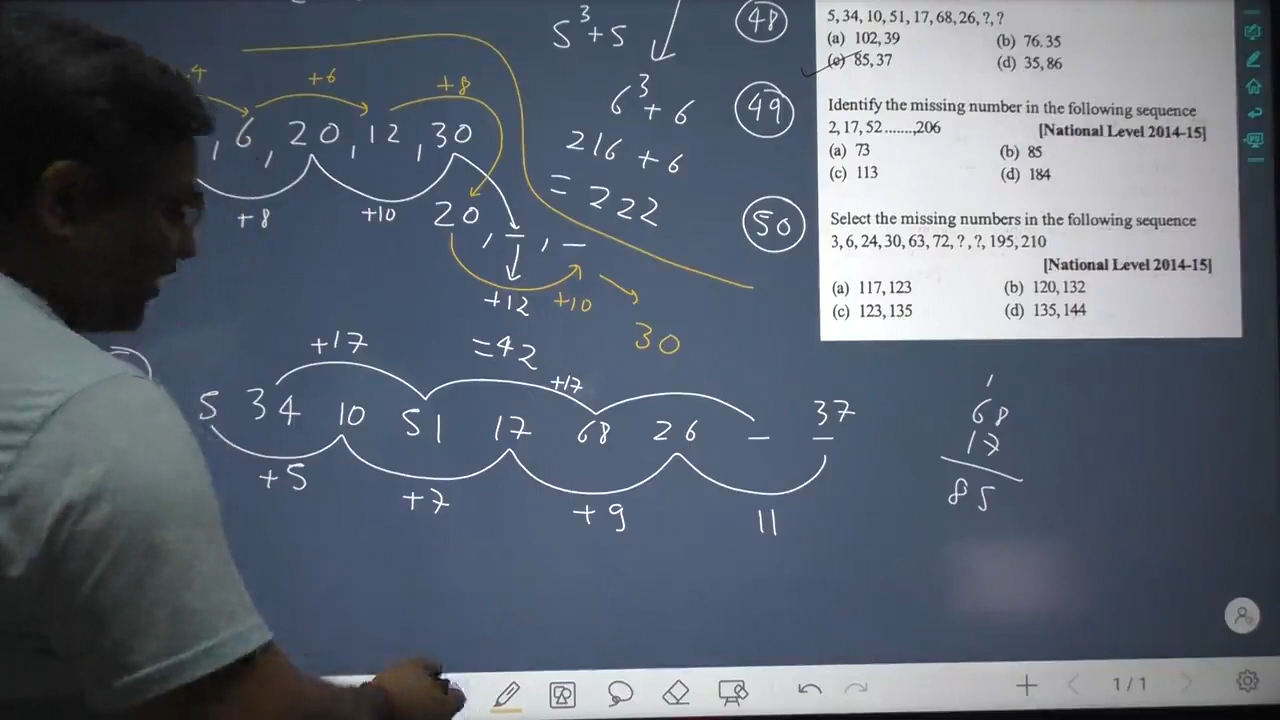 5³+5
6³+6
216+6
=222
+4 +6 +8
, 6, 20, 12, 30
+8 +10 20, _, _
+12 +10
=42 30
+17 +17
5 34 10 51 17 68 26 _ 37
+5 +7 +9 11
1
68
17
85
48
5, 34, 10, 51, 17, 68, 26, ?, ?
(a) 102, 39 (b) 76.35
(c) 85, 37 (d) 35, 86
49
Identify the missing number in the following sequence
2, 17, 52.......,206 [National Level 2014-15]
(a) 73 (b) 85
(c) 113 (d) 184
50
Select the missing numbers in the following sequence
3, 6, 24, 30, 63, 72, ?, ?, 195, 210
[National Level 2014-15]
(a) 117, 123 (b) 120, 132
(c) 123, 135 (d) 135, 144
1/1